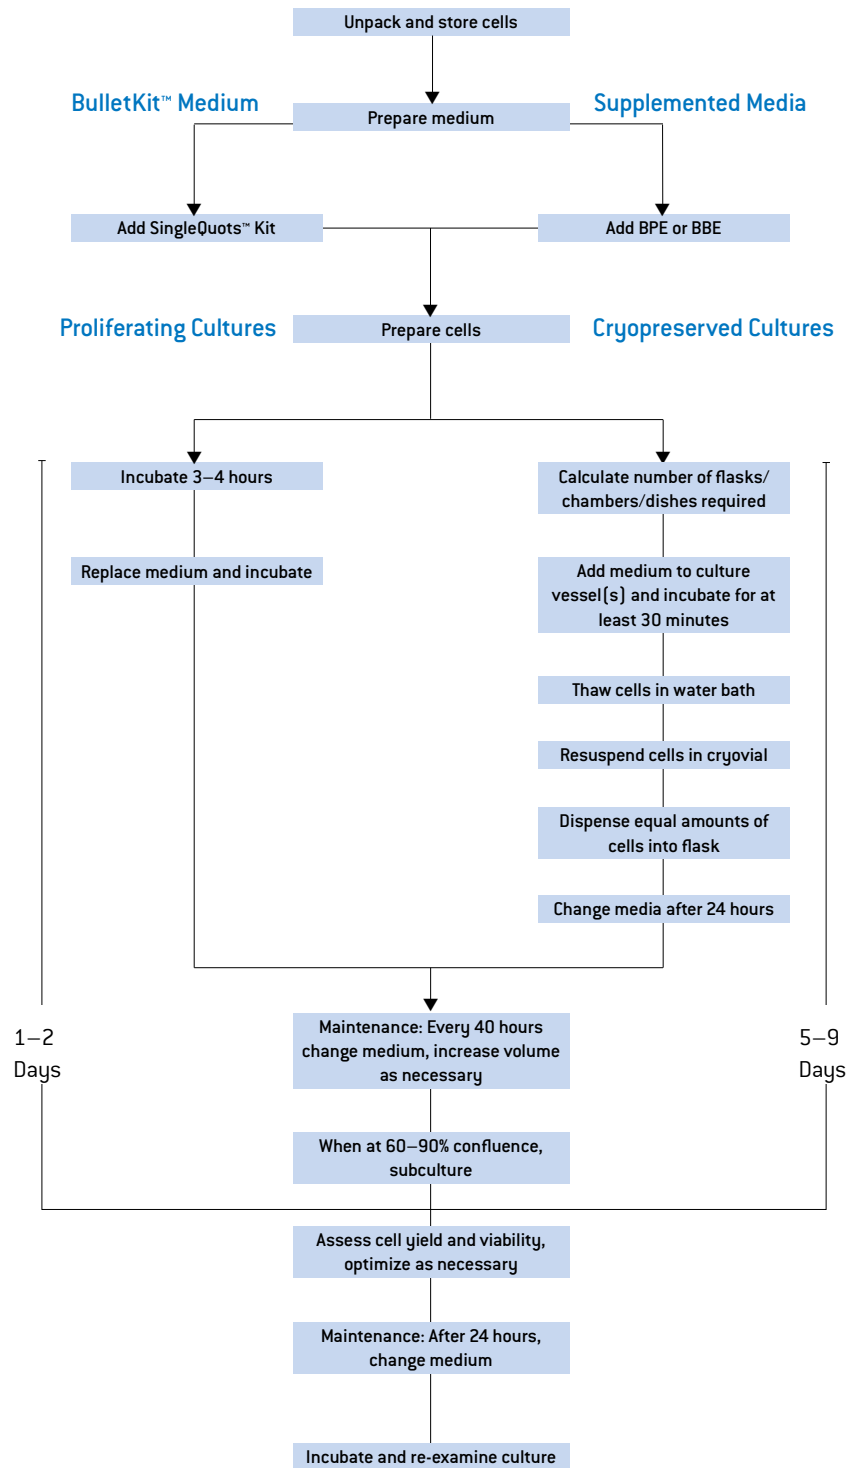 Unpack and store cells
BulletKit™ Medium
Supplemented Media
Prepare medium
Add SingleQuots™ Kit
Add BPE or BBE
Proliferating Cultures
Prepare cells
Cryopreserved Cultures
Incubate 3–4 hours
Replace medium and incubate
Calculate number of flasks/
chambers/dishes required
Add medium to culture
vessel(s) and incubate for at
least 30 minutes
Thaw cells in water bath
Resuspend cells in cryovial
Dispense equal amounts of
cells into flask
Change media after 24 hours
1–2
Days
Maintenance: Every 40 hours
change medium, increase volume
as necessary
5–9
Days
When at 60–90% confluence,
subculture
Assess cell yield and viability,
optimize as necessary
Maintenance: After 24 hours,
change medium
Incubate and re-examine culture